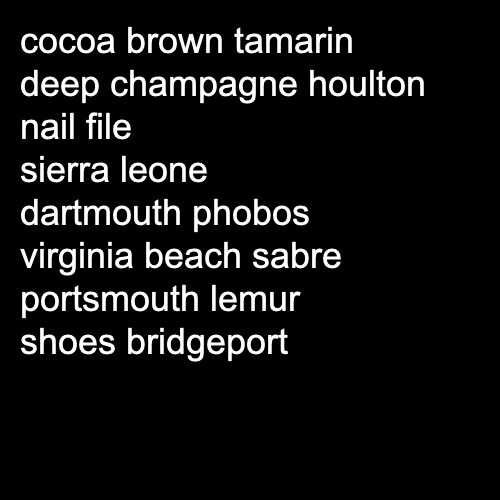 cocoa brown tamarin
deep champagne houlton
nail file
sierra leone
dartmouth phobos
virginia beach sabre
portsmouth lemur
shoes bridgeport